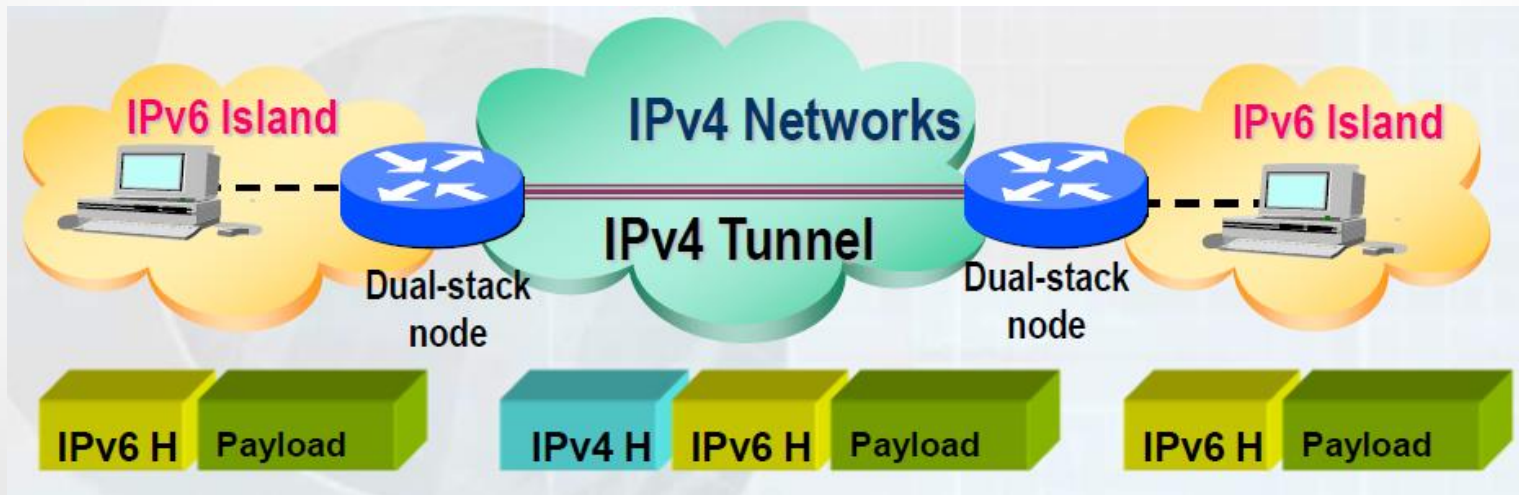 IPv6 Island
IPv4 Networks
IPv6 Island
IPv4 Tunnel
Dual-stack
node
Dual-stack
node
IPv6 H
Payload
IPv4 H
IPv6 H
Payload
IPv6 H
Payload